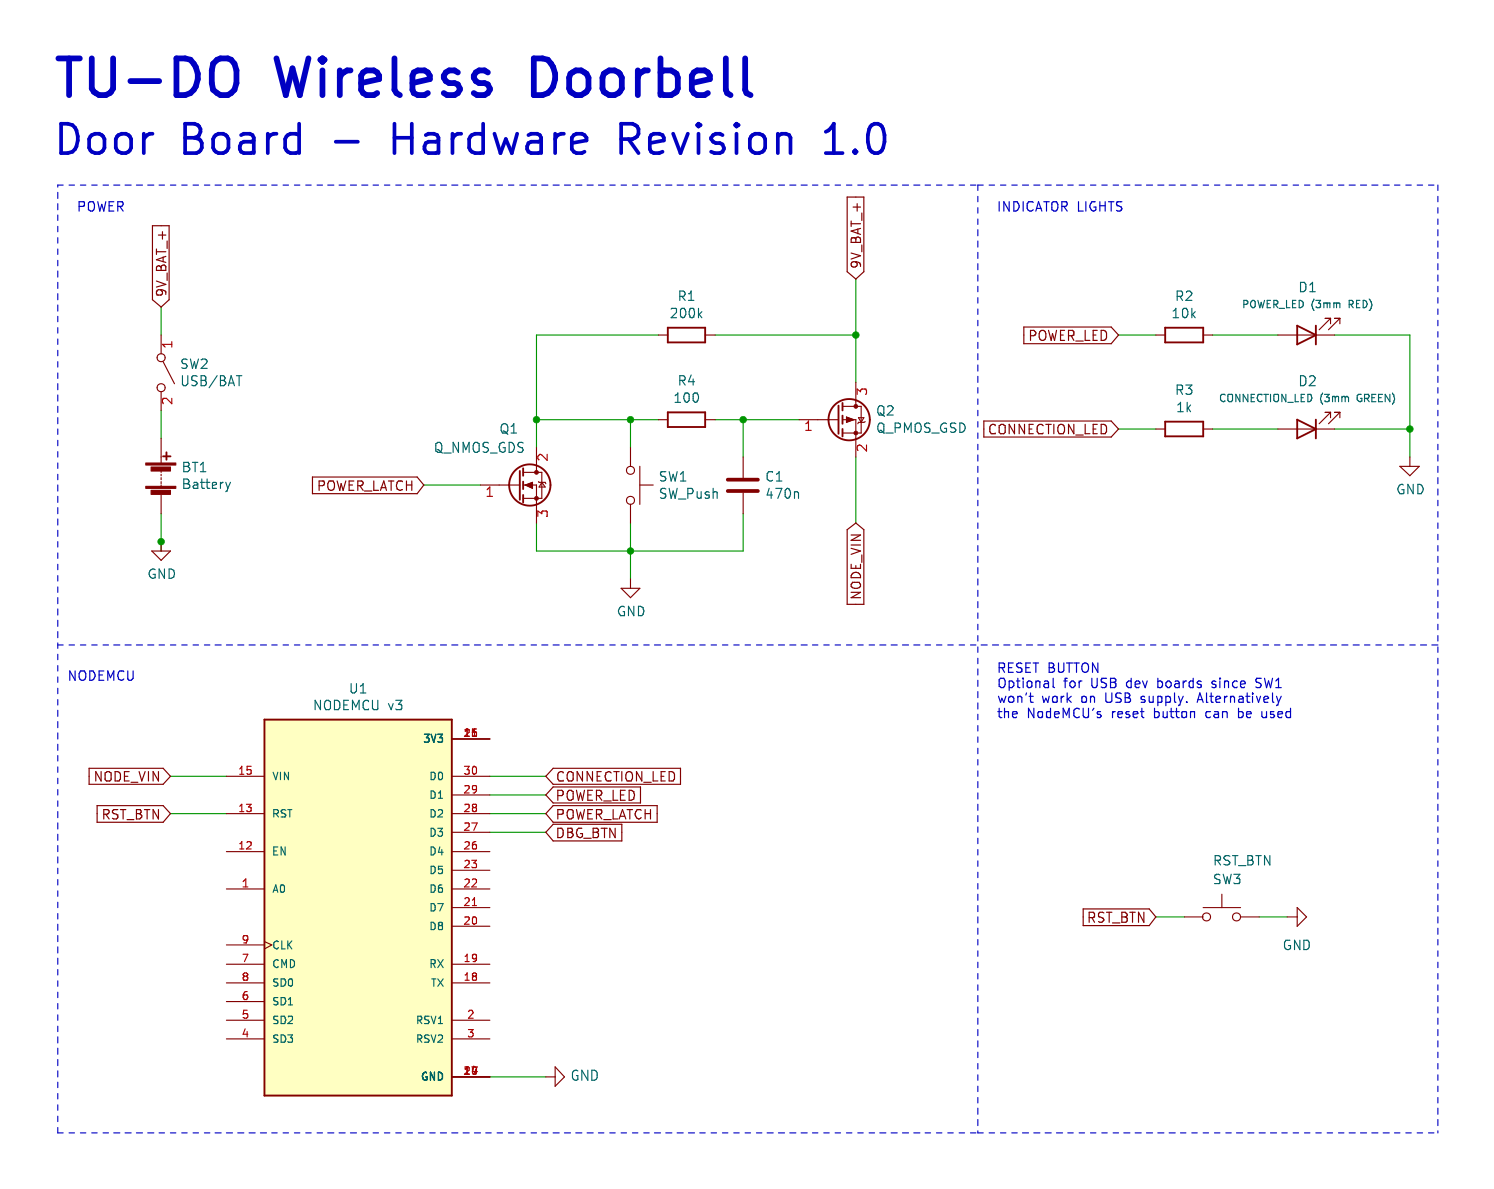 TU-DO Wireless Doorbell
Door Board - Hardware Revision 1.0
POWER
9V_BAT_+
1
SW2
USB/BAT
2
+
BT1
Battery
GND
POWER_LATCH
Q1
Q_NMOS_GDS
1
2
3
R1
200k
R4
100
SW1
SW_Push
C1
470n
GND
9V_BAT_+
3
1
2
Q2
Q_PMOS_GSD
NODE_VIN
INDICATOR LIGHTS
POWER_LED
R2
10k
D1
POWER_LED (3mm RED)
CONNECTION_LED
R3
1k
D2
CONNECTION_LED (3mm GREEN)
GND
NODEMCU
U1
NODEMCU v3
3V3
NODE_VIN 15 VIN
RST_BTN 13 RST
12 EN
1 A0
9 CLK
7 CMD
8 SD0
6 SD1
5 SD2
4 SD3
D0 30 CONNECTION_LED
D1 29 POWER_LED
D2 28 POWER_LATCH
D3 27 DBG_BTN
D4 26
D5 23
D6 22
D7 21
D8 20
RX 19
TX 18
RSV1 2
RSV2 3
GND GND
RESET BUTTON
Optional for USB dev boards since SW1
won't work on USB supply. Alternatively
the NodeMCU's reset button can be used
RST_BTN
SW3
RST_BTN
GND